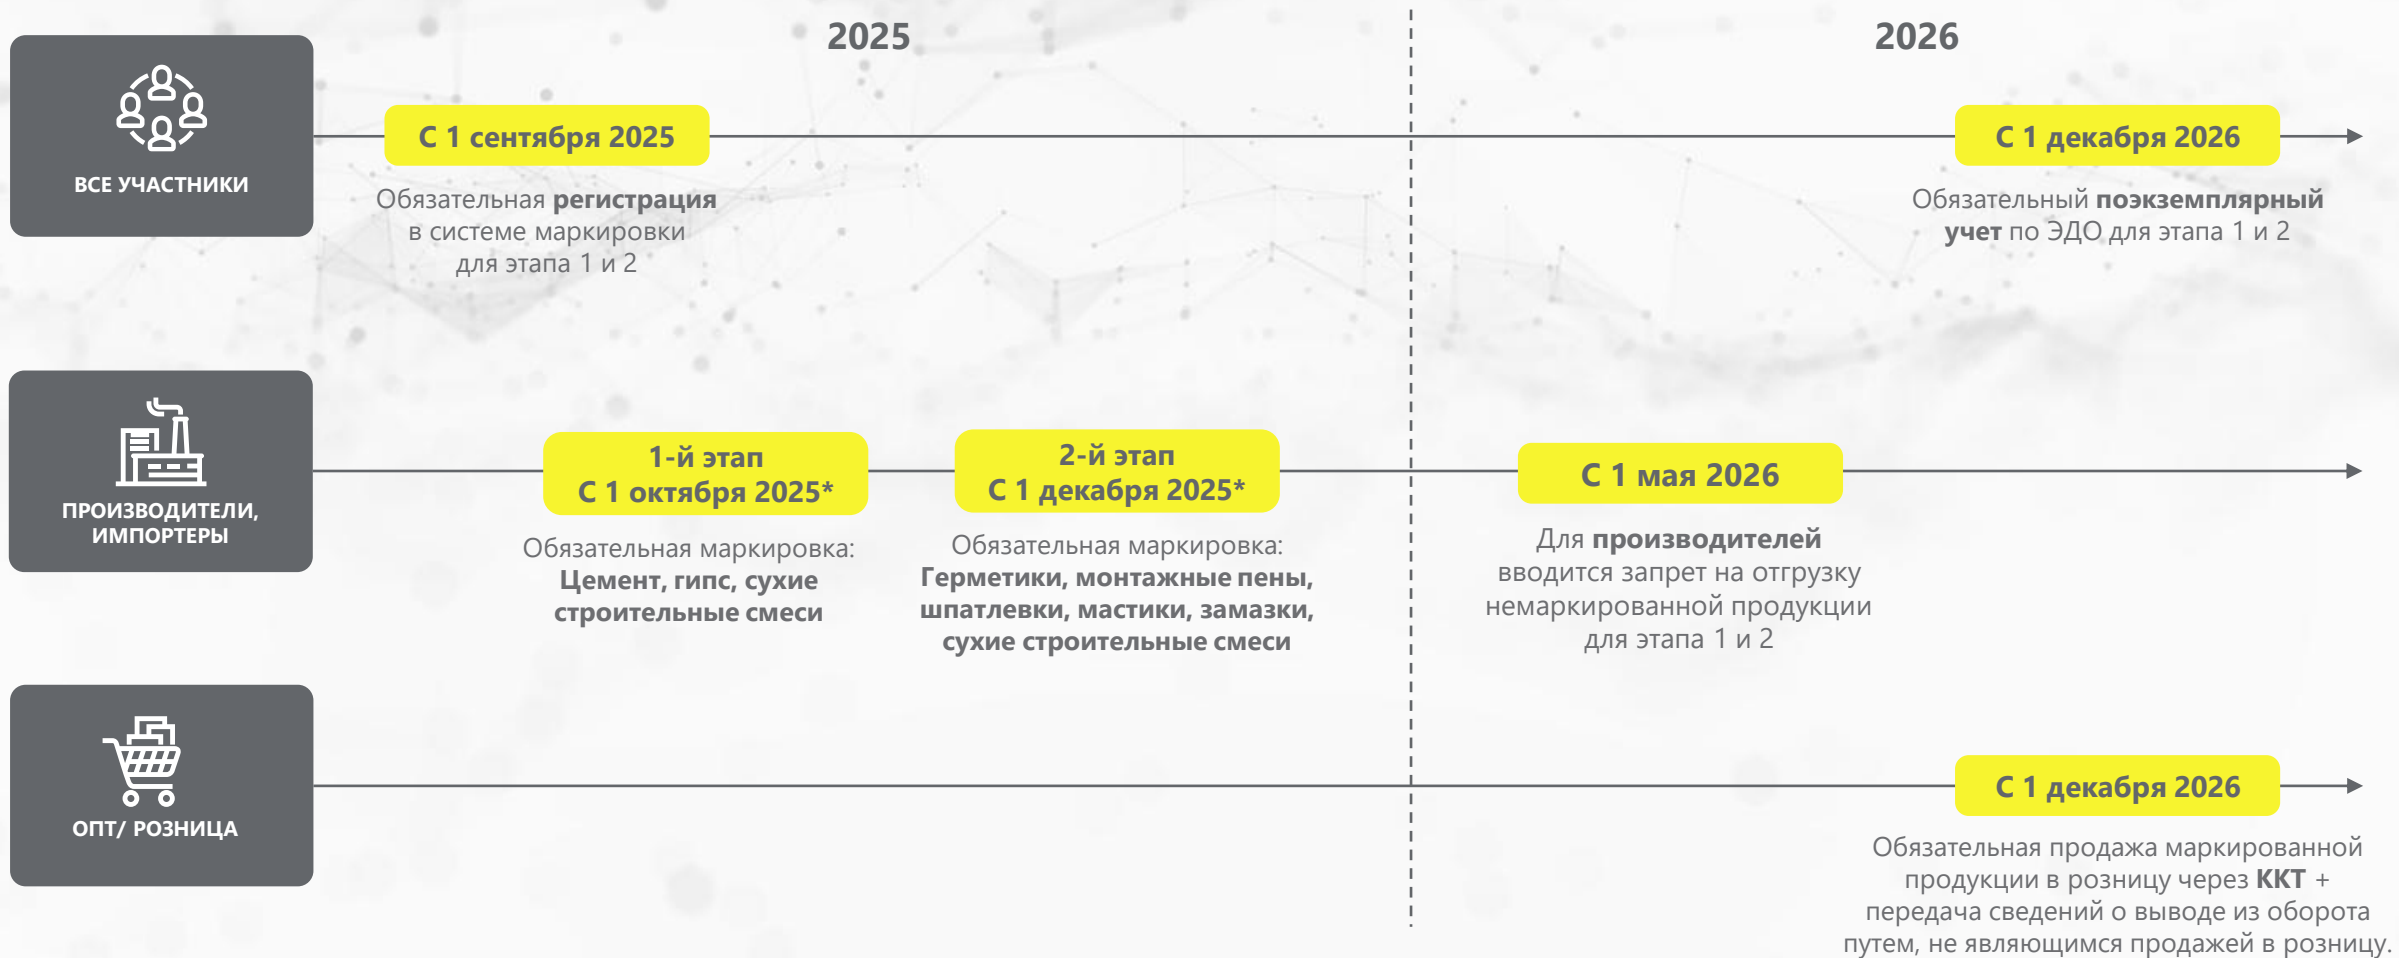 2025
2026
ВСЕ УЧАСТНИКИ
С 1 сентября 2025
Обязательная регистрация
в системе маркировки
для этапа 1 и 2
С 1 декабря 2026
Обязательный поэкземплярный
учет по ЭДО для этапа 1 и 2
ПРОИЗВОДИТЕЛИ,
ИМПОРТЕРЫ
1-й этап
С 1 октября 2025*
Обязательная маркировка:
Цемент, гипс, сухие
строительные смеси
2-й этап
С 1 декабря 2025*
Обязательная маркировка:
Герметики, монтажные пены,
шпатлевки, мастики, замазки,
сухие строительные смеси
С 1 мая 2026
Для производителей
вводится запрет на отгрузку
немаркированной продукции
для этапа 1 и 2
ОПТ/ РОЗНИЦА
С 1 декабря 2026
Обязательная продажа маркированной
продукции в розницу через ККТ +
передача сведений о выводе из оборота
путем, не являющимся продажей в розницу.